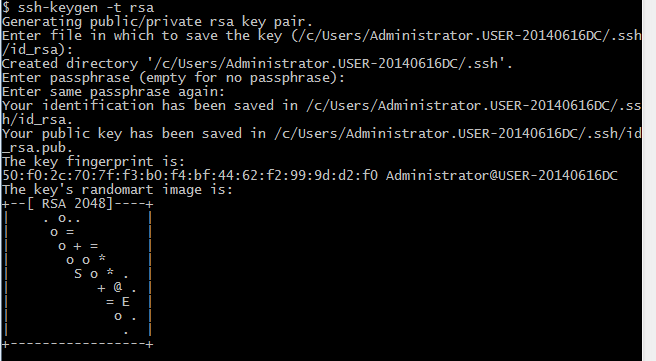 $ ssh-keygen -t rsa
Generating public/private rsa key pair.
Enter file in which to save the key (/c/Users/Administrator.USER-20140616DC/.ssh
/id_rsa):
Created directory '/c/Users/Administrator.USER-20140616DC/.ssh'.
Enter passphrase (empty for no passphrase):
Enter same passphrase again:
Your identification has been saved in /c/Users/Administrator.USER-20140616DC/.ss
h/id_rsa.
Your public key has been saved in /c/Users/Administrator.USER-20140616DC/.ssh/id
_rsa.pub.
The key fingerprint is:
50:f0:2c:70:7f:f3:b0:f4:bf:44:62:f2:99:9d:d2:f0 Administrator@USER-20140616DC
The key's randomart image is:
+--[ RSA 2048]----+
|    . o..        |
|     o =         |
|      o + =      |
|       o o *     |
|        S o * .  |
|           + @ . |
|            = E  |
|             o . |
|              .  |
+-----------------+